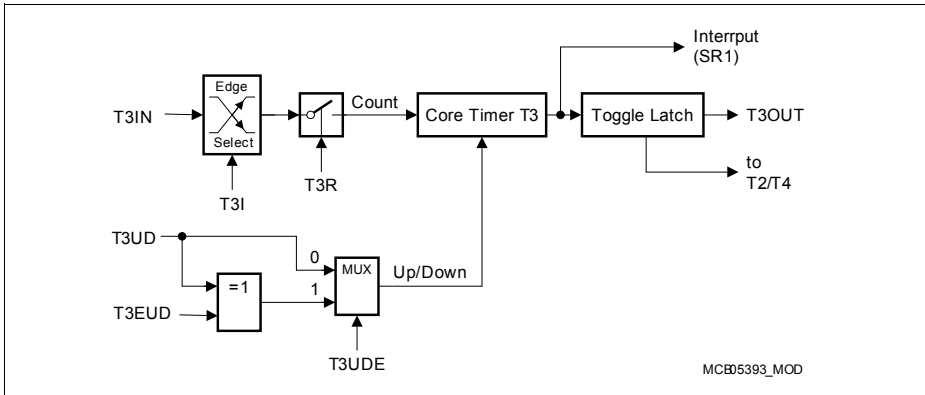 Interrput
(SR1)
Edge
Select
T3IN
Count
Core Timer T3
Toggle Latch
T3OUT
T3R
T3I
to
T2/T4
T3UD
0
MUX
Up/Down
=1
1
T3EUD
T3UDE
MCB05393_MOD